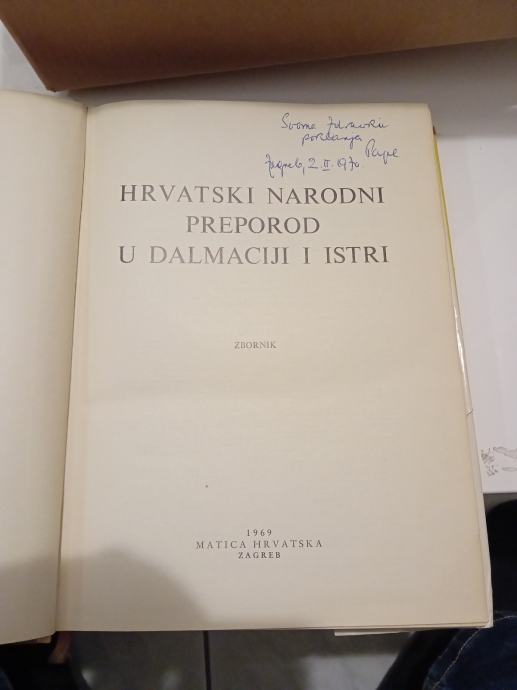 Svome Zdravku
poklanja
Zagreb, 2. II. 1970.
HRVATSKI NARODNI
PREPOROD
U DALMACIJI I ISTRI
ZBORNIK
1969
MATICA HRVATSKA
ZAGREB